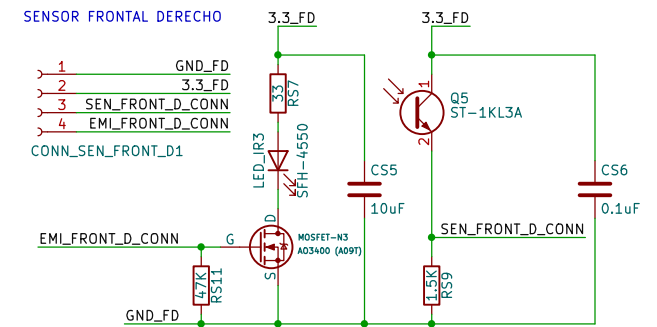 SENSOR FRONTAL DERECHO
1 GND_FD
2 3.3_FD
3 SEN_FRONT_D_CONN
4 EMI_FRONT_D_CONN
CONN_SEN_FRONT_D1
3.3_FD
33
RS7
LED_IR3
SFH-4550
CS5
10uF
D
G
S
MOSFET-N3
AO3400 (A09T)
EMI_FRONT_D_CONN
47K
RS11
GND_FD
3.3_FD
1
Q5
ST-1KL3A
2
CS6
0.1uF
SEN_FRONT_D_CONN
1.5K
RS9